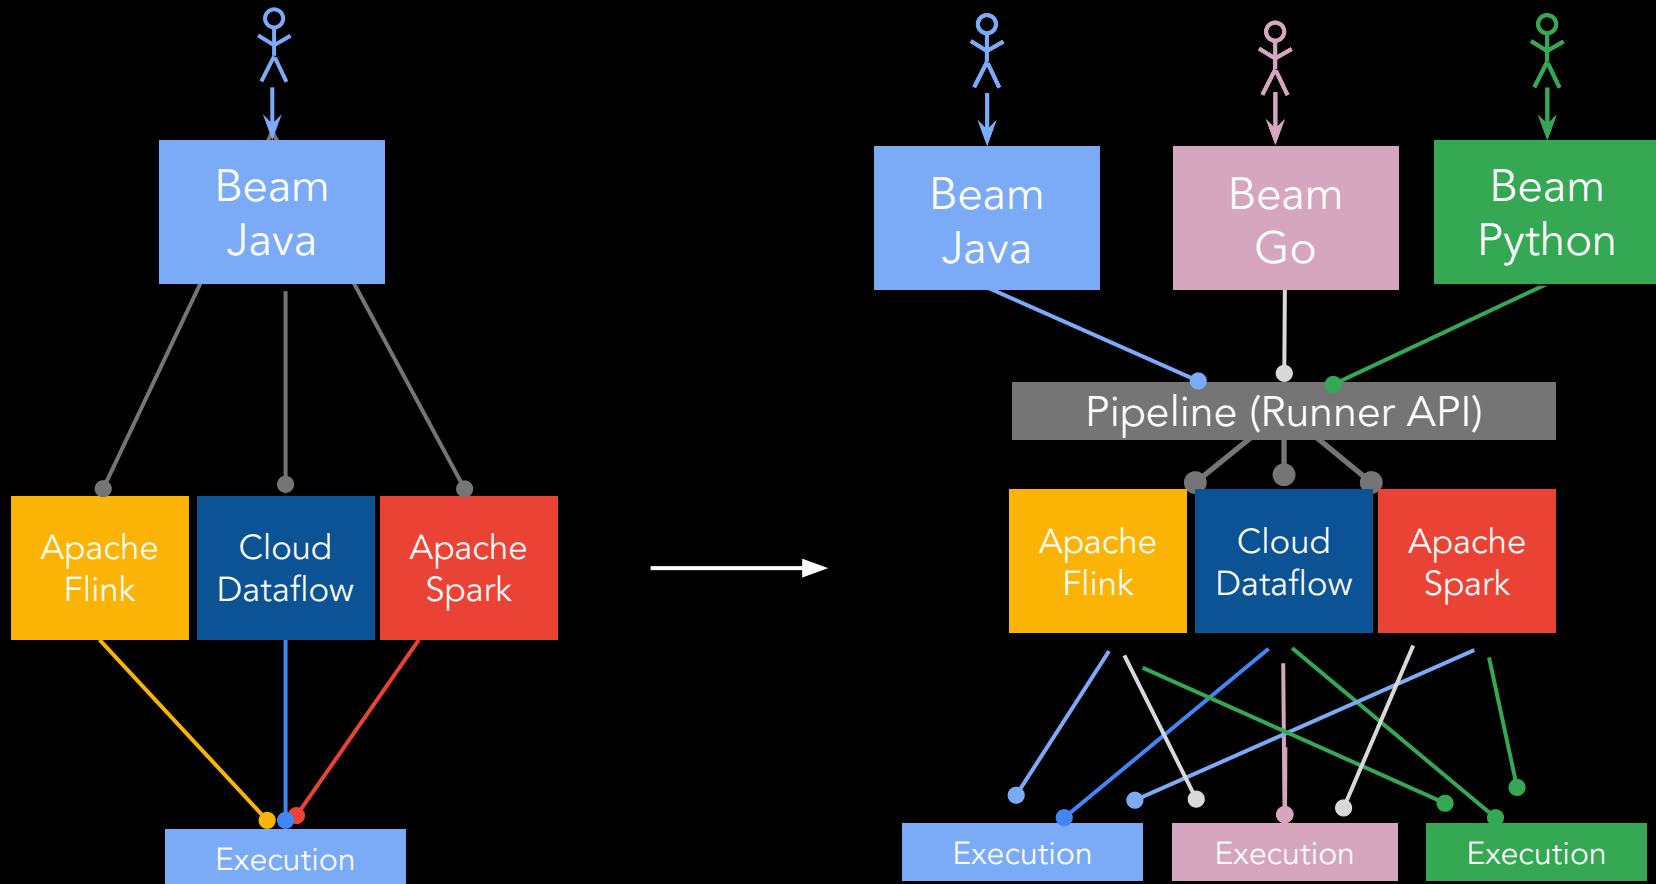 Beam
Java
Apache
Flink
Cloud
Dataflow
Apache
Spark
Execution
Beam
Java
Beam
Go
Beam
Python
Pipeline (Runner API)
Apache
Flink
Cloud
Dataflow
Apache
Spark
Execution
Execution
Execution